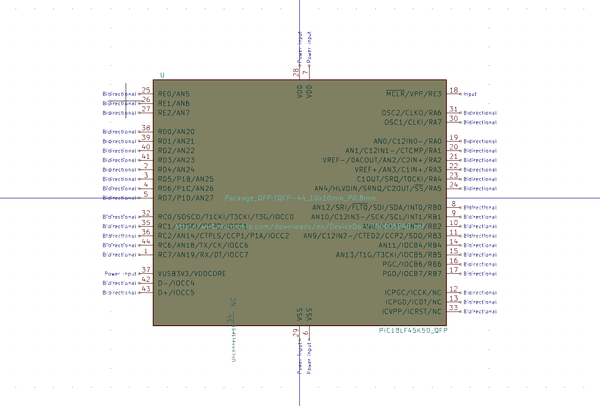 U
Power input
Power input
28
7
VDD
VDD
Bidirectional 25 RE0/AN5
Bidirectional 26 RE1/AN6
Bidirectional 27 RE2/AN7
Bidirectional 38 RD0/AN20
Bidirectional 39 RD1/AN21
Bidirectional 40 RD2/AN22
Bidirectional 41 RD3/AN23
Bidirectional 2 RD4/AN24
Bidirectional 3 RD5/P1B/AN25
Bidirectional 4 RD6/P1C/AN26
Bidirectional 5 RD7/P1D/AN27
Bidirectional 32 RC0/SOSCO/T1CKI/T3CKI/T3G/IOCC0
Bidirectional 35
Bidirectional 36 RC2/AN14/CTPLS/CCP1/P1A/IOCC2
Bidirectional 44 RC6/AN18/TX/CK/IOCC6
Bidirectional 1 RC7/AN19/RX/DT/IOCC7
Power input 37 VUSB3V3/VDDCORE
Bidirectional 42 D-/IOCC4
Bidirectional 43 D+/IOCC5
MCLR/VPP/RE3 18 Input
OSC2/CLKO/RA6 31 Bidirectional
OSC1/CLKI/RA7 30 Bidirectional
AN0/C12IN0-/RA0 19 Bidirectional
AN1/C12IN1-/CTCMP/RA1 20 Bidirectional
VREF-/DACOUT/AN2/C2IN+/RA2 21 Bidirectional
VREF+/AN3/C1IN+/RA3 22 Bidirectional
C1OUT/SRQ/T0CKI/RA4 23 Bidirectional
AN4/HLVDIN/SRNQ/C2OUT/SS/RA5 24 Bidirectional
Package_QFP:TQFP-44_10x10mm_P0.8mm
AN12/SRI/FLT0/SDI/SDA/INT0/RB0 8 Bidirectional
AN10/C12IN3-/SCK/SCL/INT1/RB1 9 Bidirectional
10 Bidirectional
AN9/C12IN2-/CTED2/CCP2/SDO/RB3 11 Bidirectional
AN11/IOCB4/RB4 14 Bidirectional
AN13/T1G/T3CKI/IOCB5/RB5 15 Bidirectional
PGC/IOCB6/RB6 16 Bidirectional
PGD/IOCB7/RB7 17 Bidirectional
ICPGC/ICCK/NC 12 Bidirectional
ICPGD/ICDT/NC 13 Bidirectional
ICVPP/ICRST/NC 33 Bidirectional
NC
34
Unconnected
VSS
VSS
29
6
Power input
Power input
PIC18LF45K50_QFP